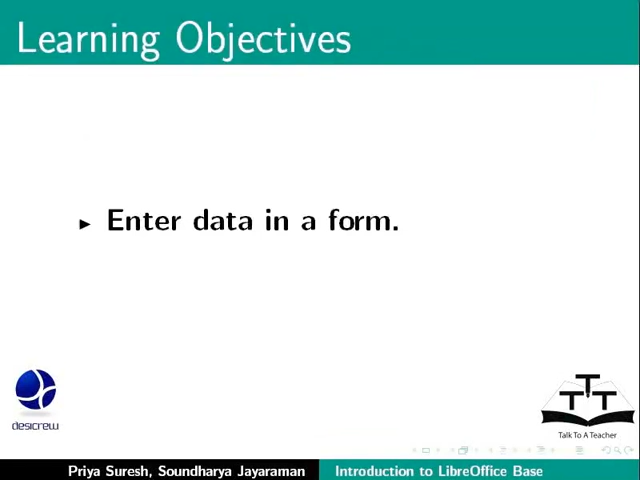 Learning Objectives
Enter data in a form.
desicrew
T T T
Talk To A Teacher
Priya Suresh, Soundharya Jayaraman
Introduction to LibreOffice Base